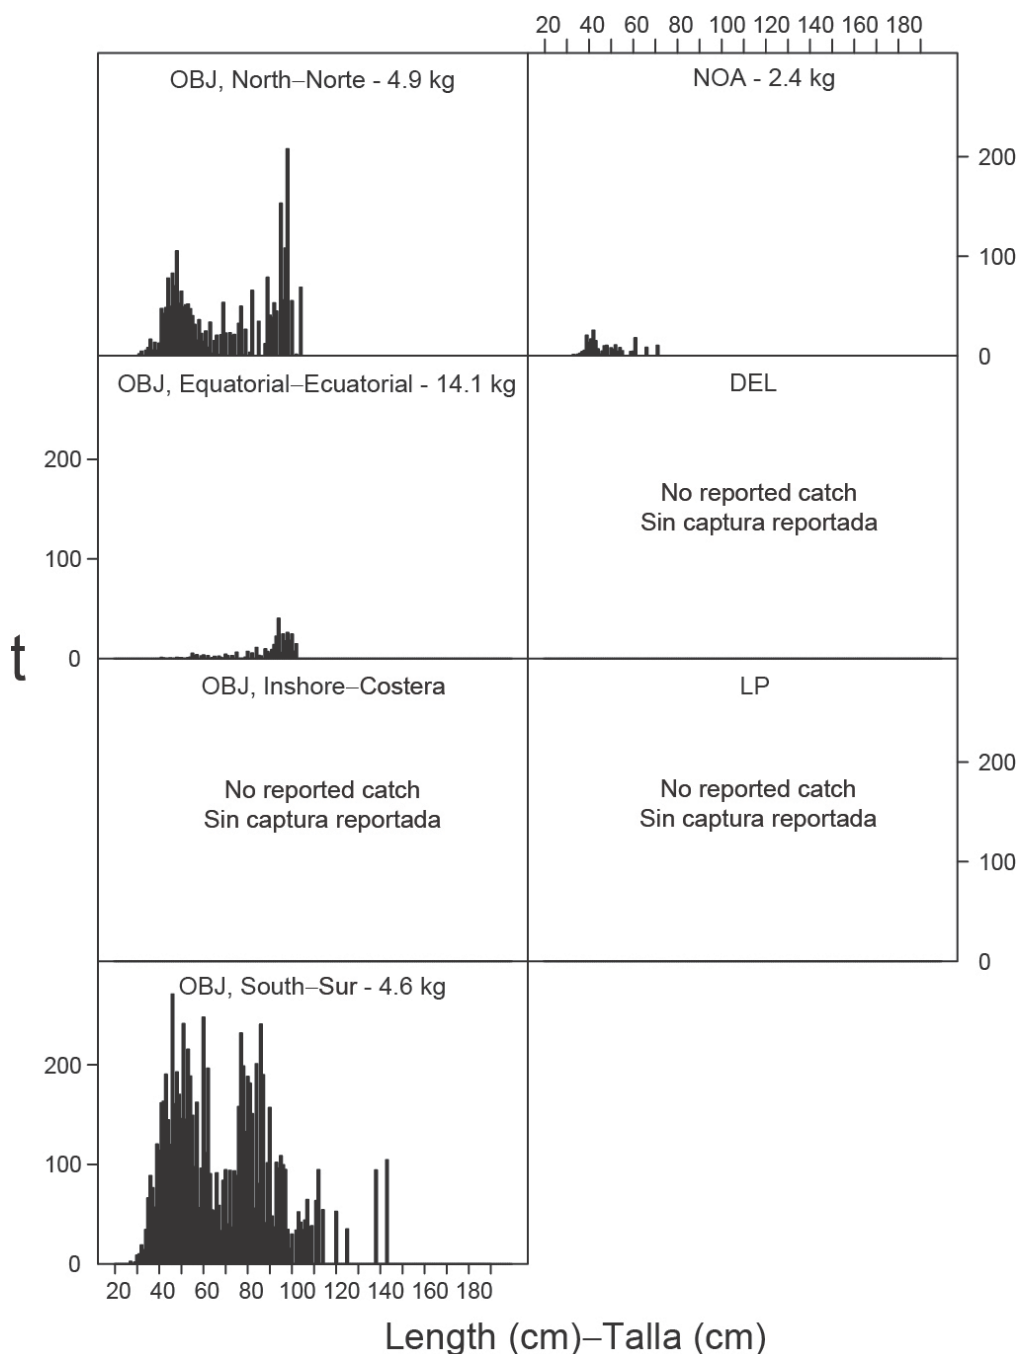 20 40 60 80 100 120 140 160 180
OBJ, North–Norte - 4.9 kg
NOA - 2.4 kg
200
100
0
OBJ, Equatorial–Ecuatorial - 14.1 kg
DEL
200
100
0
No reported catch
Sin captura reportada
t
OBJ, Inshore–Costera
LP
No reported catch
Sin captura reportada
No reported catch
Sin captura reportada
200
100
0
OBJ, South–Sur - 4.6 kg
200
100
0
20 40 60 80 100 120 140 160 180
Length (cm)–Talla (cm)